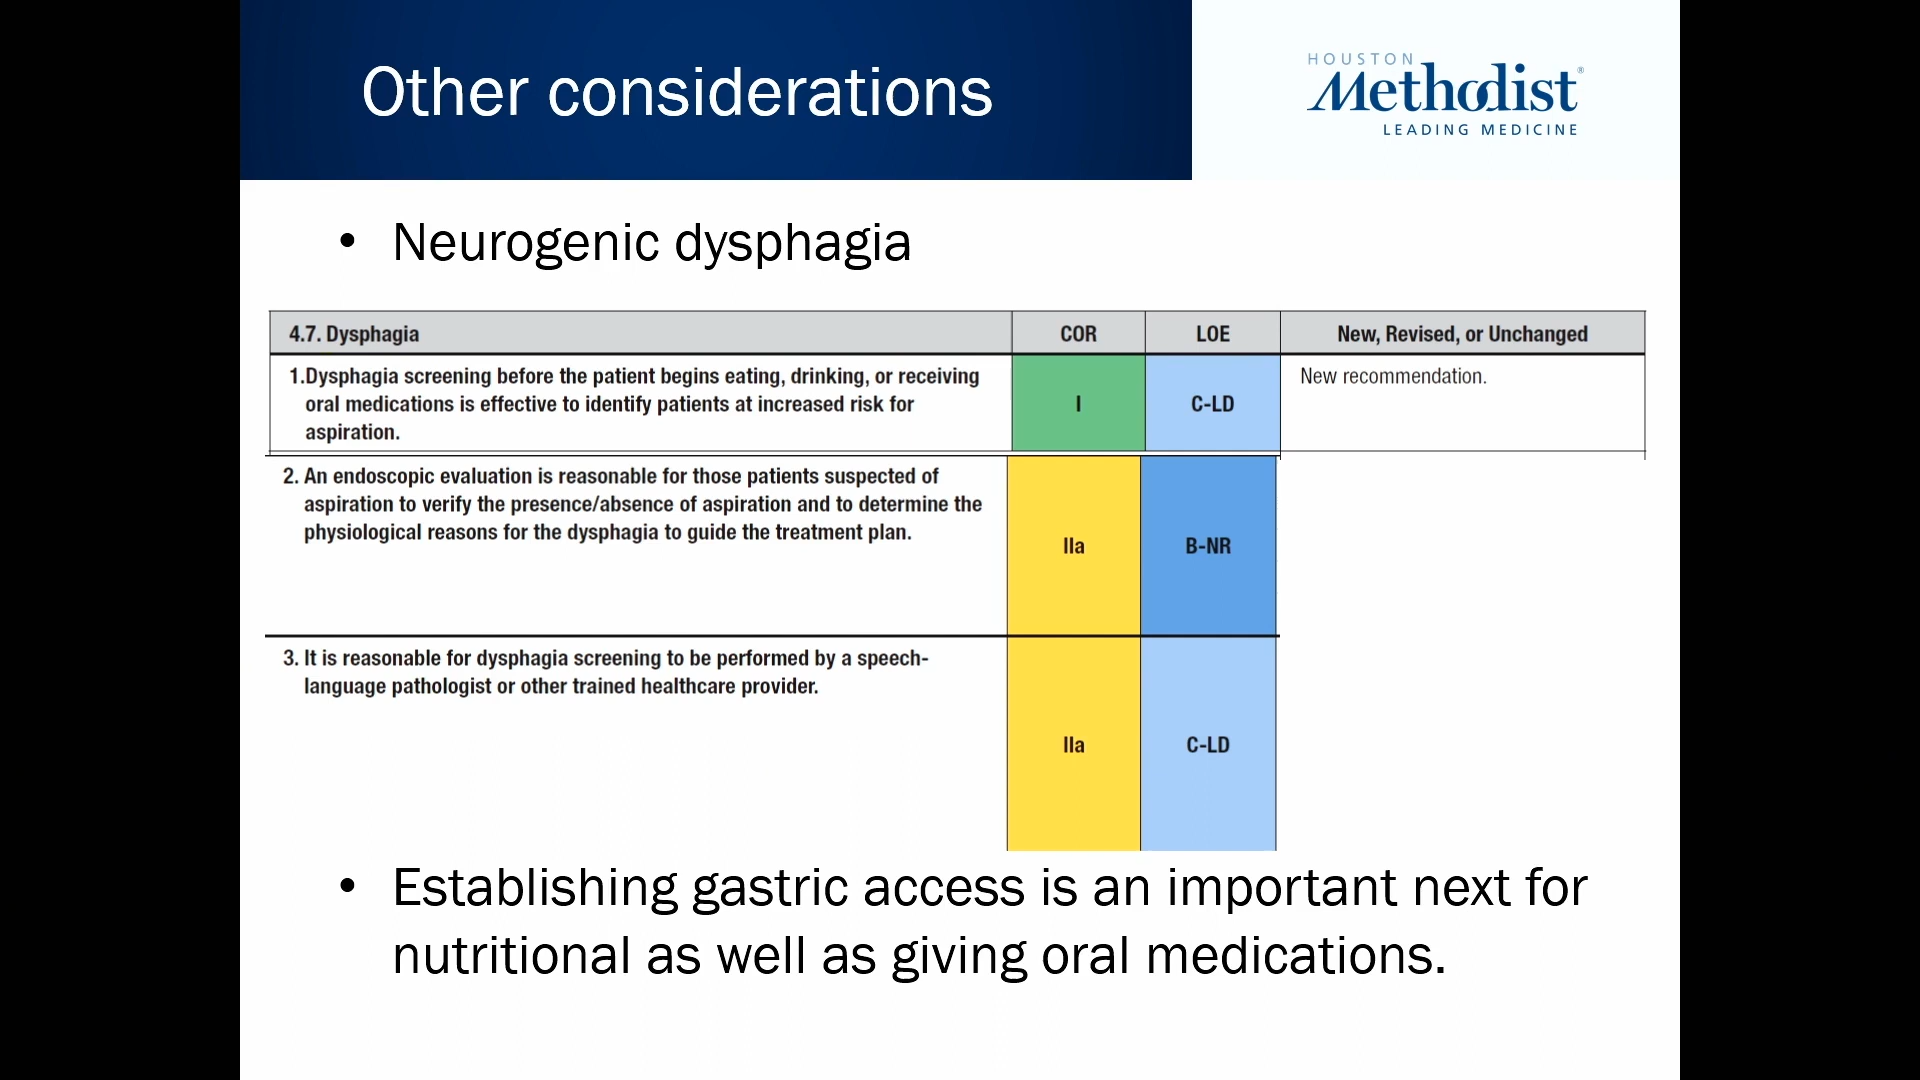 Other considerations
HOUSTON
Methodist®
LEADING MEDICINE
• Neurogenic dysphagia
4.7. Dysphagia COR LOE New, Revised, or Unchanged
1.Dysphagia screening before the patient begins eating, drinking, or receiving
oral medications is effective to identify patients at increased risk for
aspiration.
I C-LD New recommendation.
2. An endoscopic evaluation is reasonable for those patients suspected of
aspiration to verify the presence/absence of aspiration and to determine the
physiological reasons for the dysphagia to guide the treatment plan.
IIa B-NR
3. It is reasonable for dysphagia screening to be performed by a speech-
language pathologist or other trained healthcare provider.
IIa C-LD
• Establishing gastric access is an important next for
nutritional as well as giving oral medications.